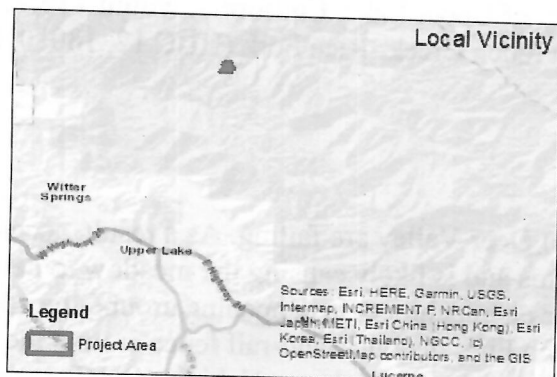 Local Vicinity
Witter
Springs
Upper Lake
Legend
Project Area
Sources: Esri, HERE, Garmin, USGS,
Intermap, INCREMENT P, NRCan, Esri
Japan, METI, Esri China (Hong Kong), Esri
Korea, Esri (Thailand), NGCC, (c)
OpenStreetMap contributors, and the GIS
Lucerne